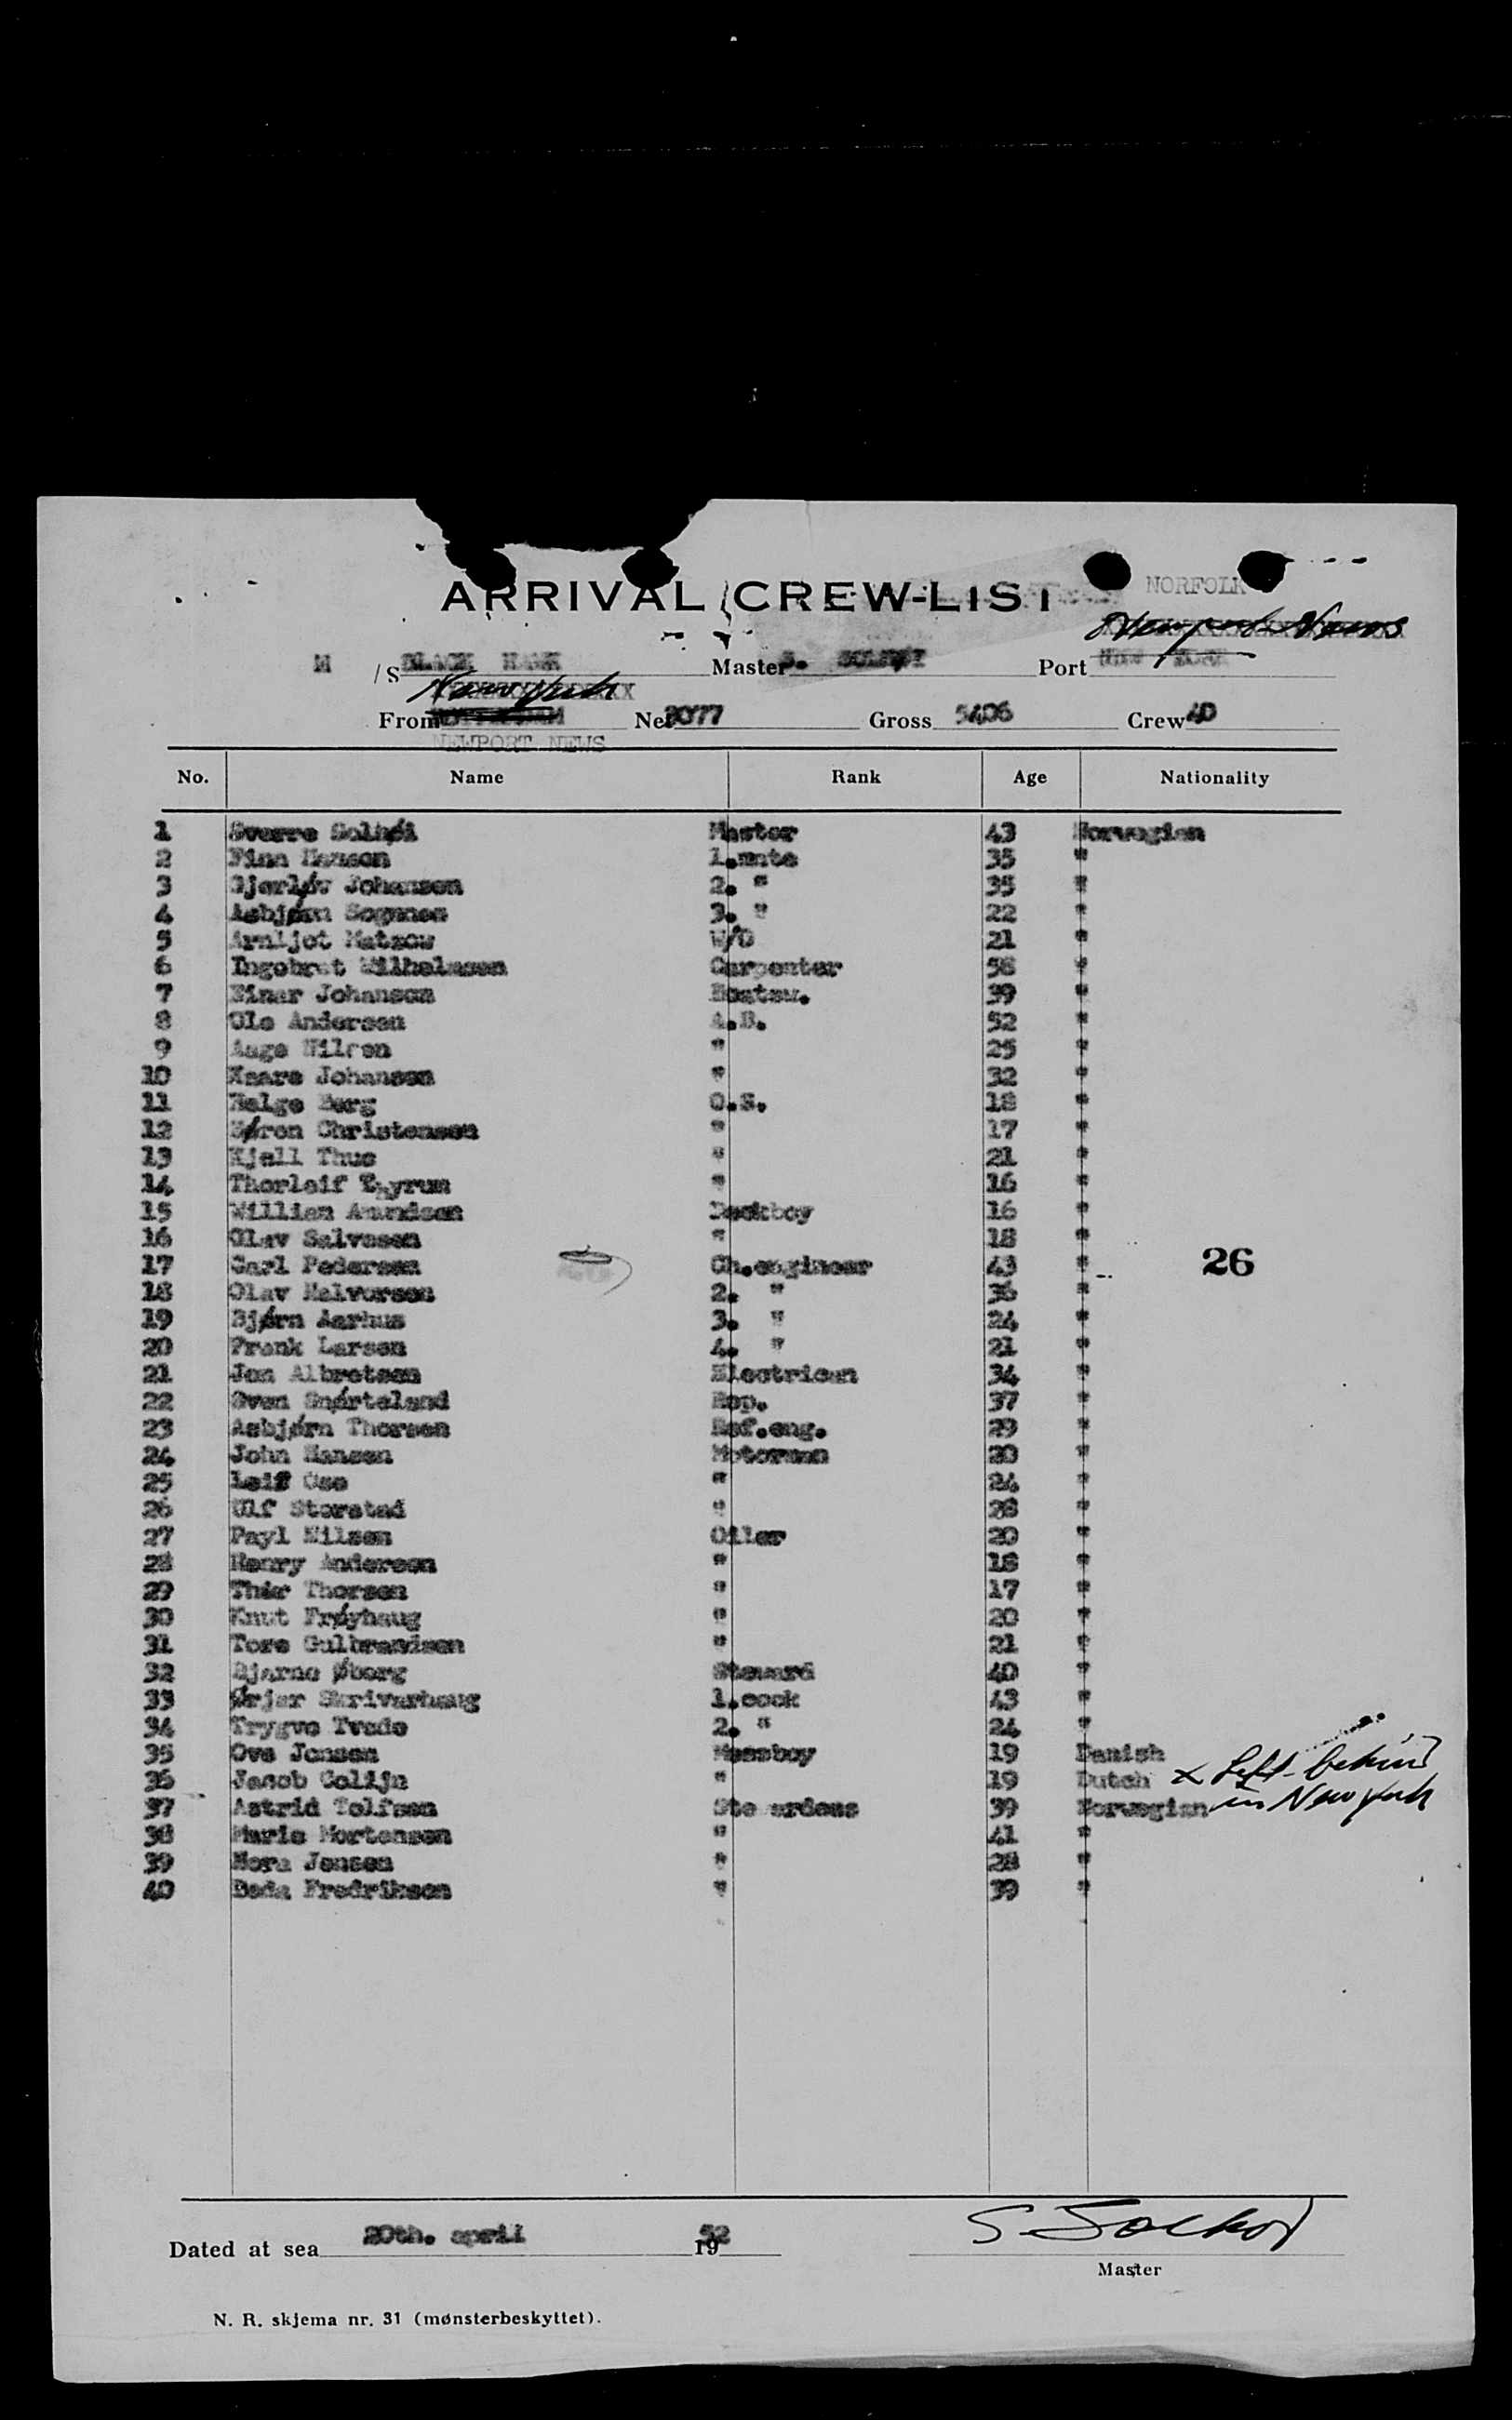 ARRIVAL CREW-LIST
NORFOLK
Newport News
M /S BLACK HAWK Master S. SOLHØI Port NEW YORK
New York
From ROTTERDAM Net 3077 Gross 5406 Crew 40
NEWPORT NEWS
No. Name Rank Age Nationality
1 Sverre Solhøi Master 43 Norwegian
2 Finn Hanson 1.mate 35 "
3 Gjerløv Johansen 2. " 35 "
4 Asbjørn Sognnes 3. " 22 "
5 Arnljot Matzow W/O 21 "
6 Ingebret Wilhelmsen Carpenter 58 "
7 Einar Johansen Boatsw. 39 "
8 Ole Andersen A.B. 52 "
9 Aage Nilsen " 25 "
10 Kaare Johansen " 32 "
11 Helge Berg O.S. 18 "
12 Søren Christensen " 17 "
13 Kjell Thue " 21 "
14 Thorleif " 16 "
15 William Amundsen Deckboy 16 "
16 Olav Salvesen " 18 "
17 Carl Pedersen Ch.engineer 43 "
26
18 Olav Halvorsen 2. " 36 "
19 Bjørn Aarhus 3. " 24 "
20 Frank Larsen 4. " 21 "
21 Jon Albretsen Electrican 34 "
22 Sven Snørteland Rep. 37 "
23 Asbjørn Thorsen Ref.eng. 29 "
24 John Hansen Motorman 20 "
25 Leif Ose " 24 "
26 Ulf Storstad " 28 "
27 Payl Nilsen Oiler 20 "
28 Henry Andersen " 18 "
29 Thor Thorsen " 17 "
30 Knut Frøyhaug " 20 "
31 Tore Gulbrandsen " 21 "
32 Bjarne Øberg Steward 40 "
33 Ørjar Skrivarhaug 1.cook 43 "
34 Trygve Tvede 2. " 24 "
35 Ove Jensen Messboy 19 Danish
36 Jacob Colijn " 19 Dutch x Left behind
37 Astrid Tolfsen Stewardess 39 Norwegian in New York
38 Marie Mortensen " 41 "
39 Nora Jensen " 28 "
40 Fredriksen " 39 "
Dated at sea 20th. april 1952 S. Solhøi
Master
N. R. skjema nr. 31 (mønsterbeskyttet).